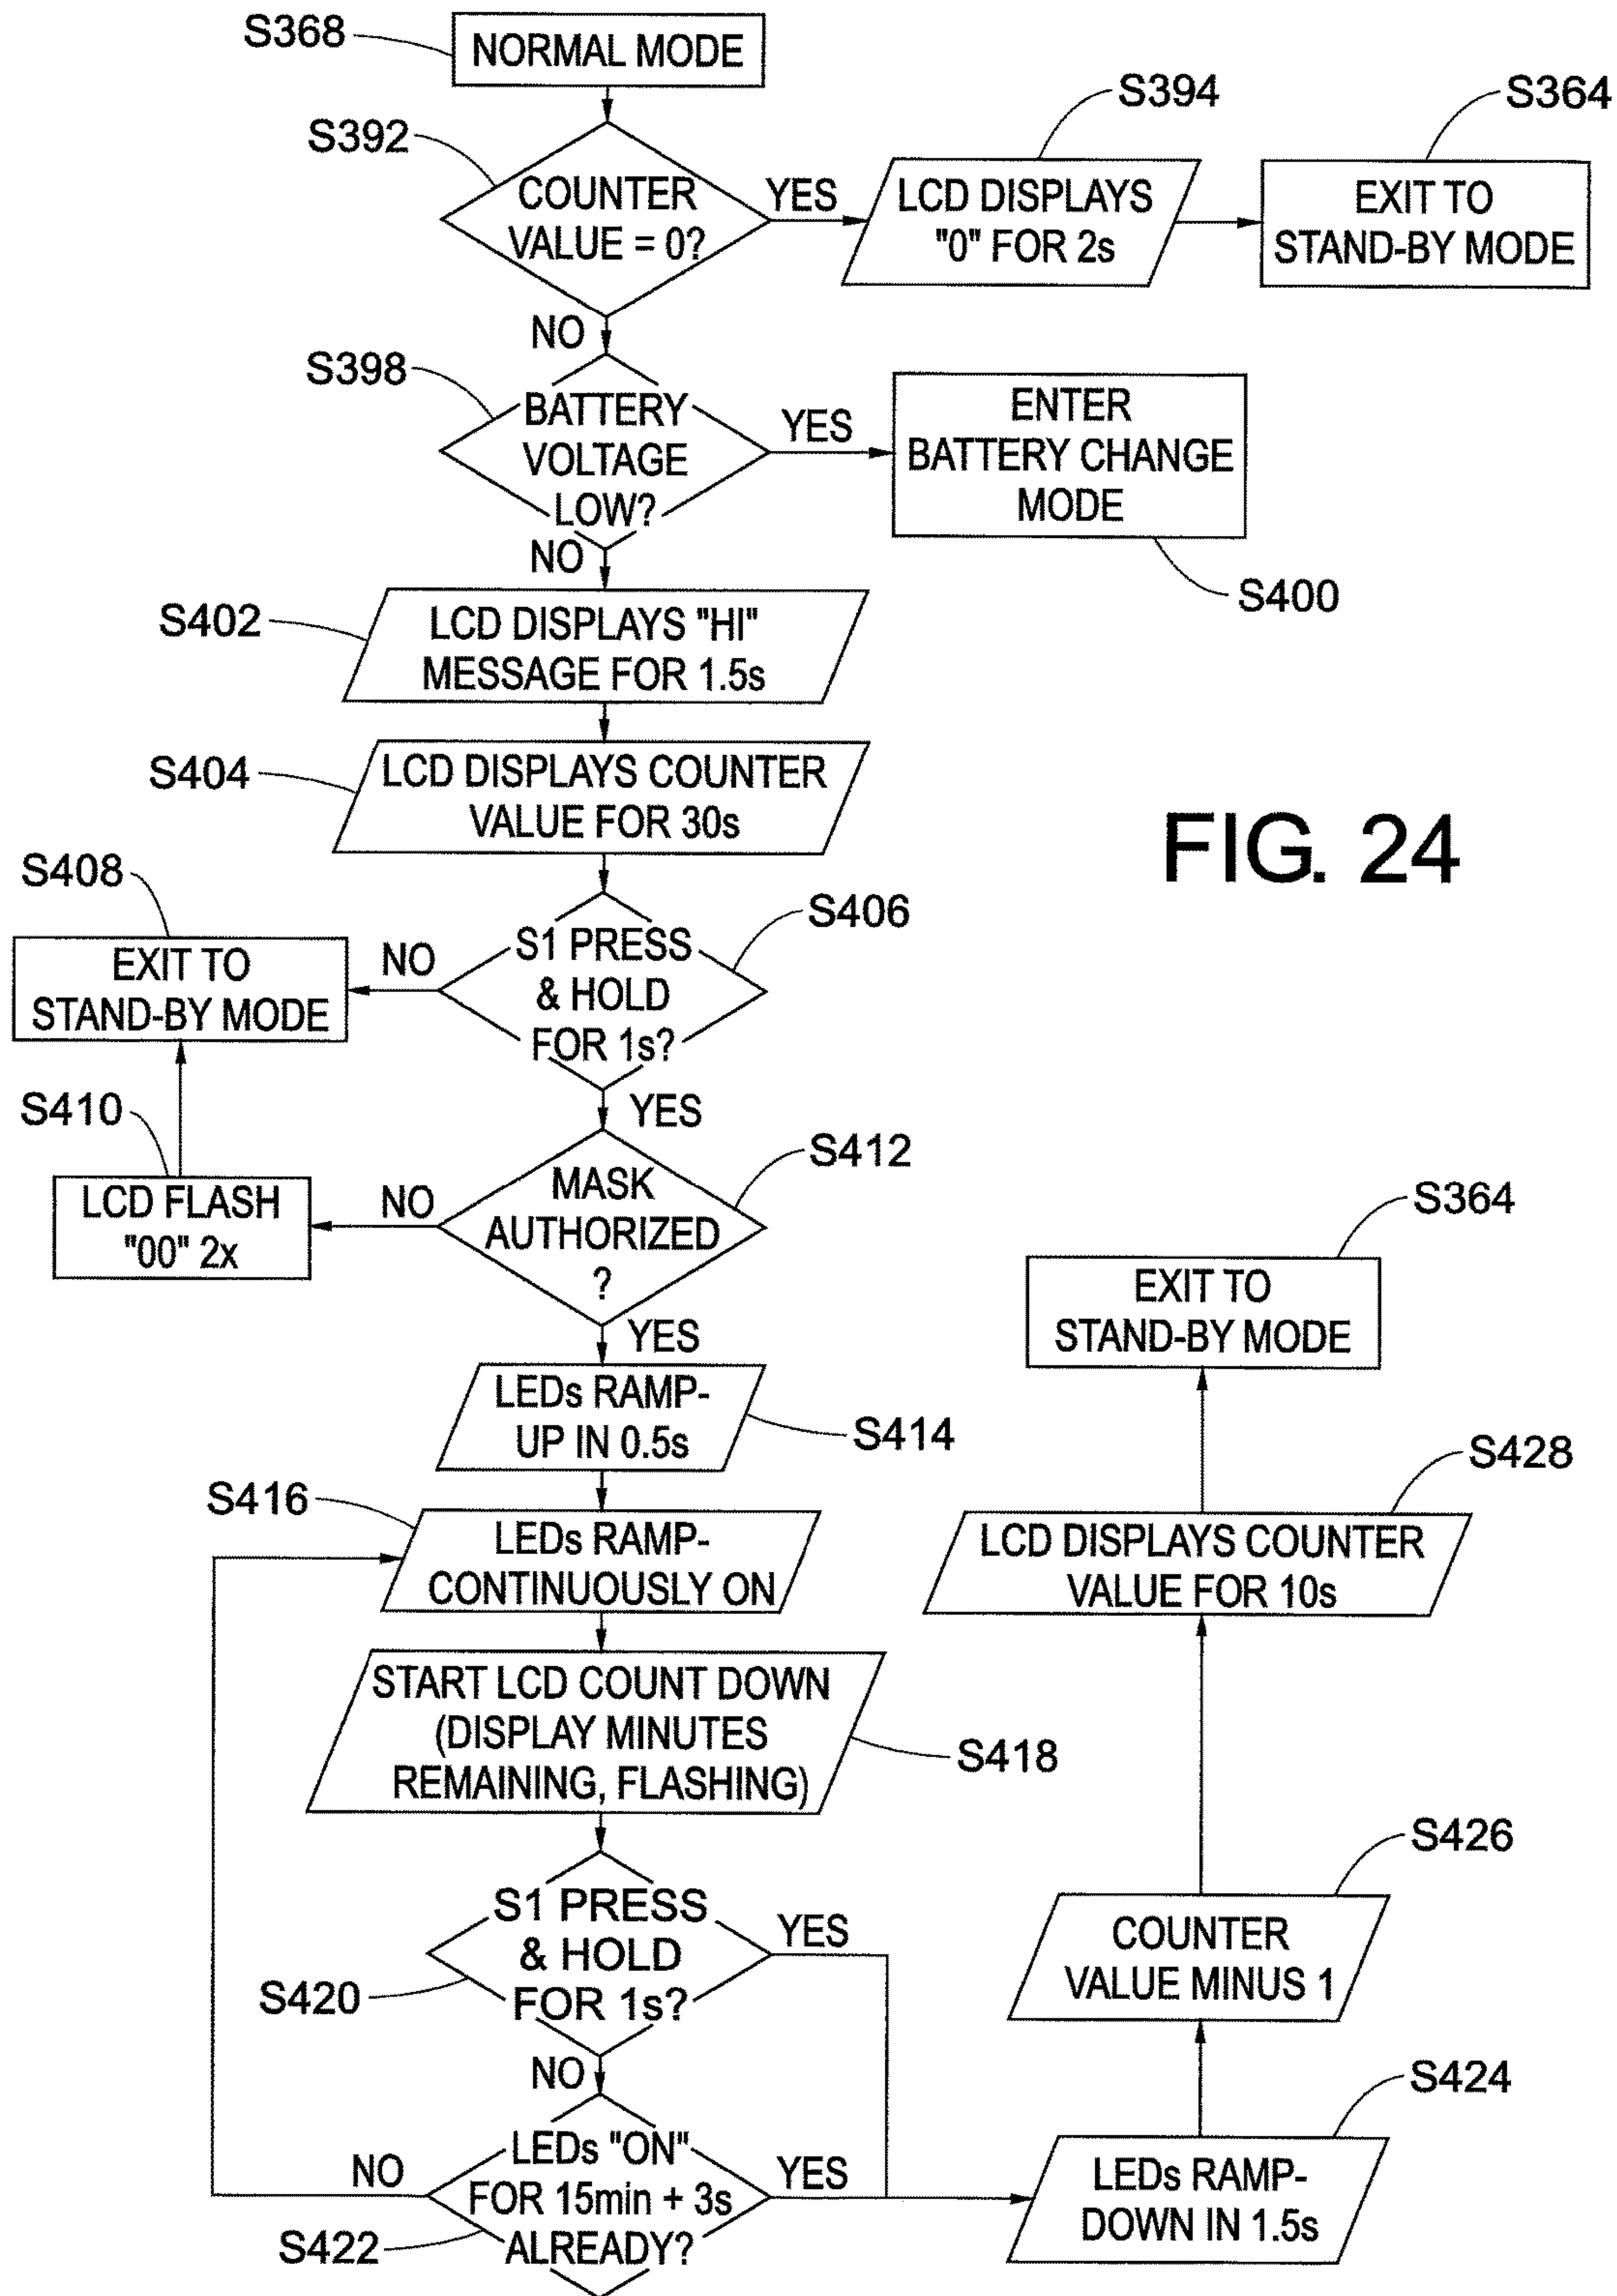 S368
NORMAL MODE
S392
COUNTER
VALUE = 0?
YES
S394
LCD DISPLAYS
"0" FOR 2s
S364
EXIT TO
STAND-BY MODE
NO
S398
BATTERY
VOLTAGE
LOW?
YES
ENTER
BATTERY CHANGE
MODE
S400
NO
S402
LCD DISPLAYS "HI"
MESSAGE FOR 1.5s
S404
LCD DISPLAYS COUNTER
VALUE FOR 30s
FIG. 24
S408
EXIT TO
STAND-BY MODE
NO
S1 PRESS
& HOLD
FOR 1s?
S406
YES
S410
LCD FLASH
"00" 2x
NO
MASK
AUTHORIZED
?
S412
YES
LEDs RAMP-
UP IN 0.5s
S414
S416
LEDs RAMP-
CONTINUOUSLY ON
START LCD COUNT DOWN
(DISPLAY MINUTES
REMAINING, FLASHING)
S418
S1 PRESS
& HOLD
FOR 1s?
S420
YES
NO
LEDs "ON"
FOR 15min + 3s
ALREADY?
S422
NO
YES
S364
EXIT TO
STAND-BY MODE
S428
LCD DISPLAYS COUNTER
VALUE FOR 10s
S426
COUNTER
VALUE MINUS 1
S424
LEDs RAMP-
DOWN IN 1.5s